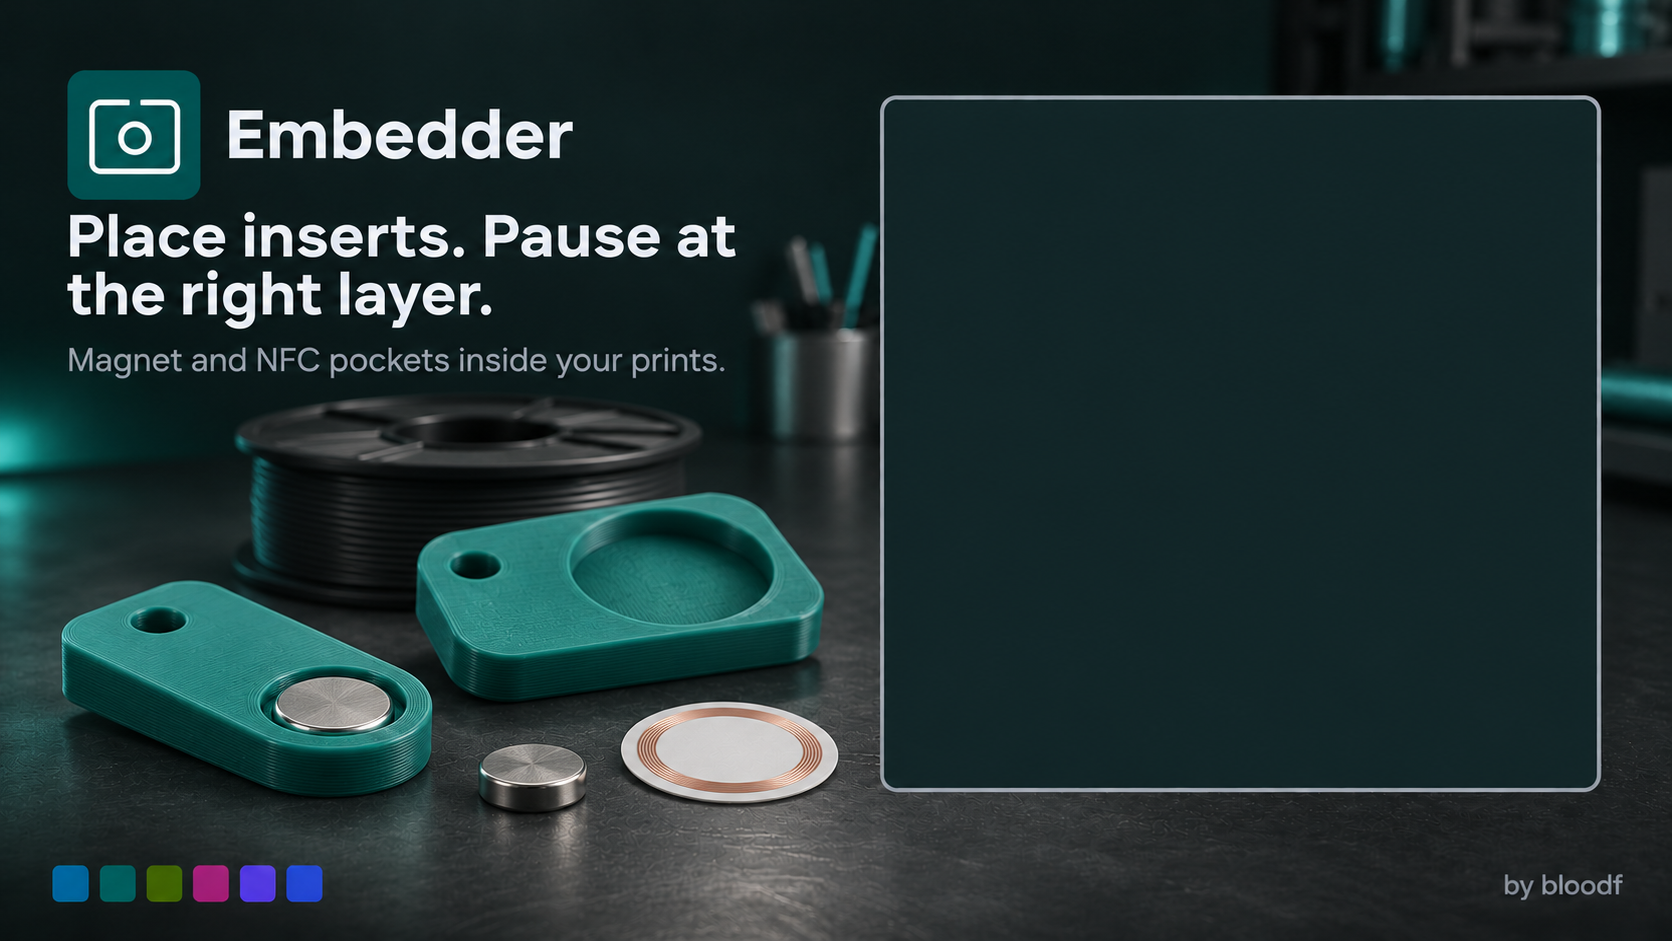 Embedder
Place inserts. Pause at
the right layer.
Magnet and NFC pockets inside your prints.
by bloodf